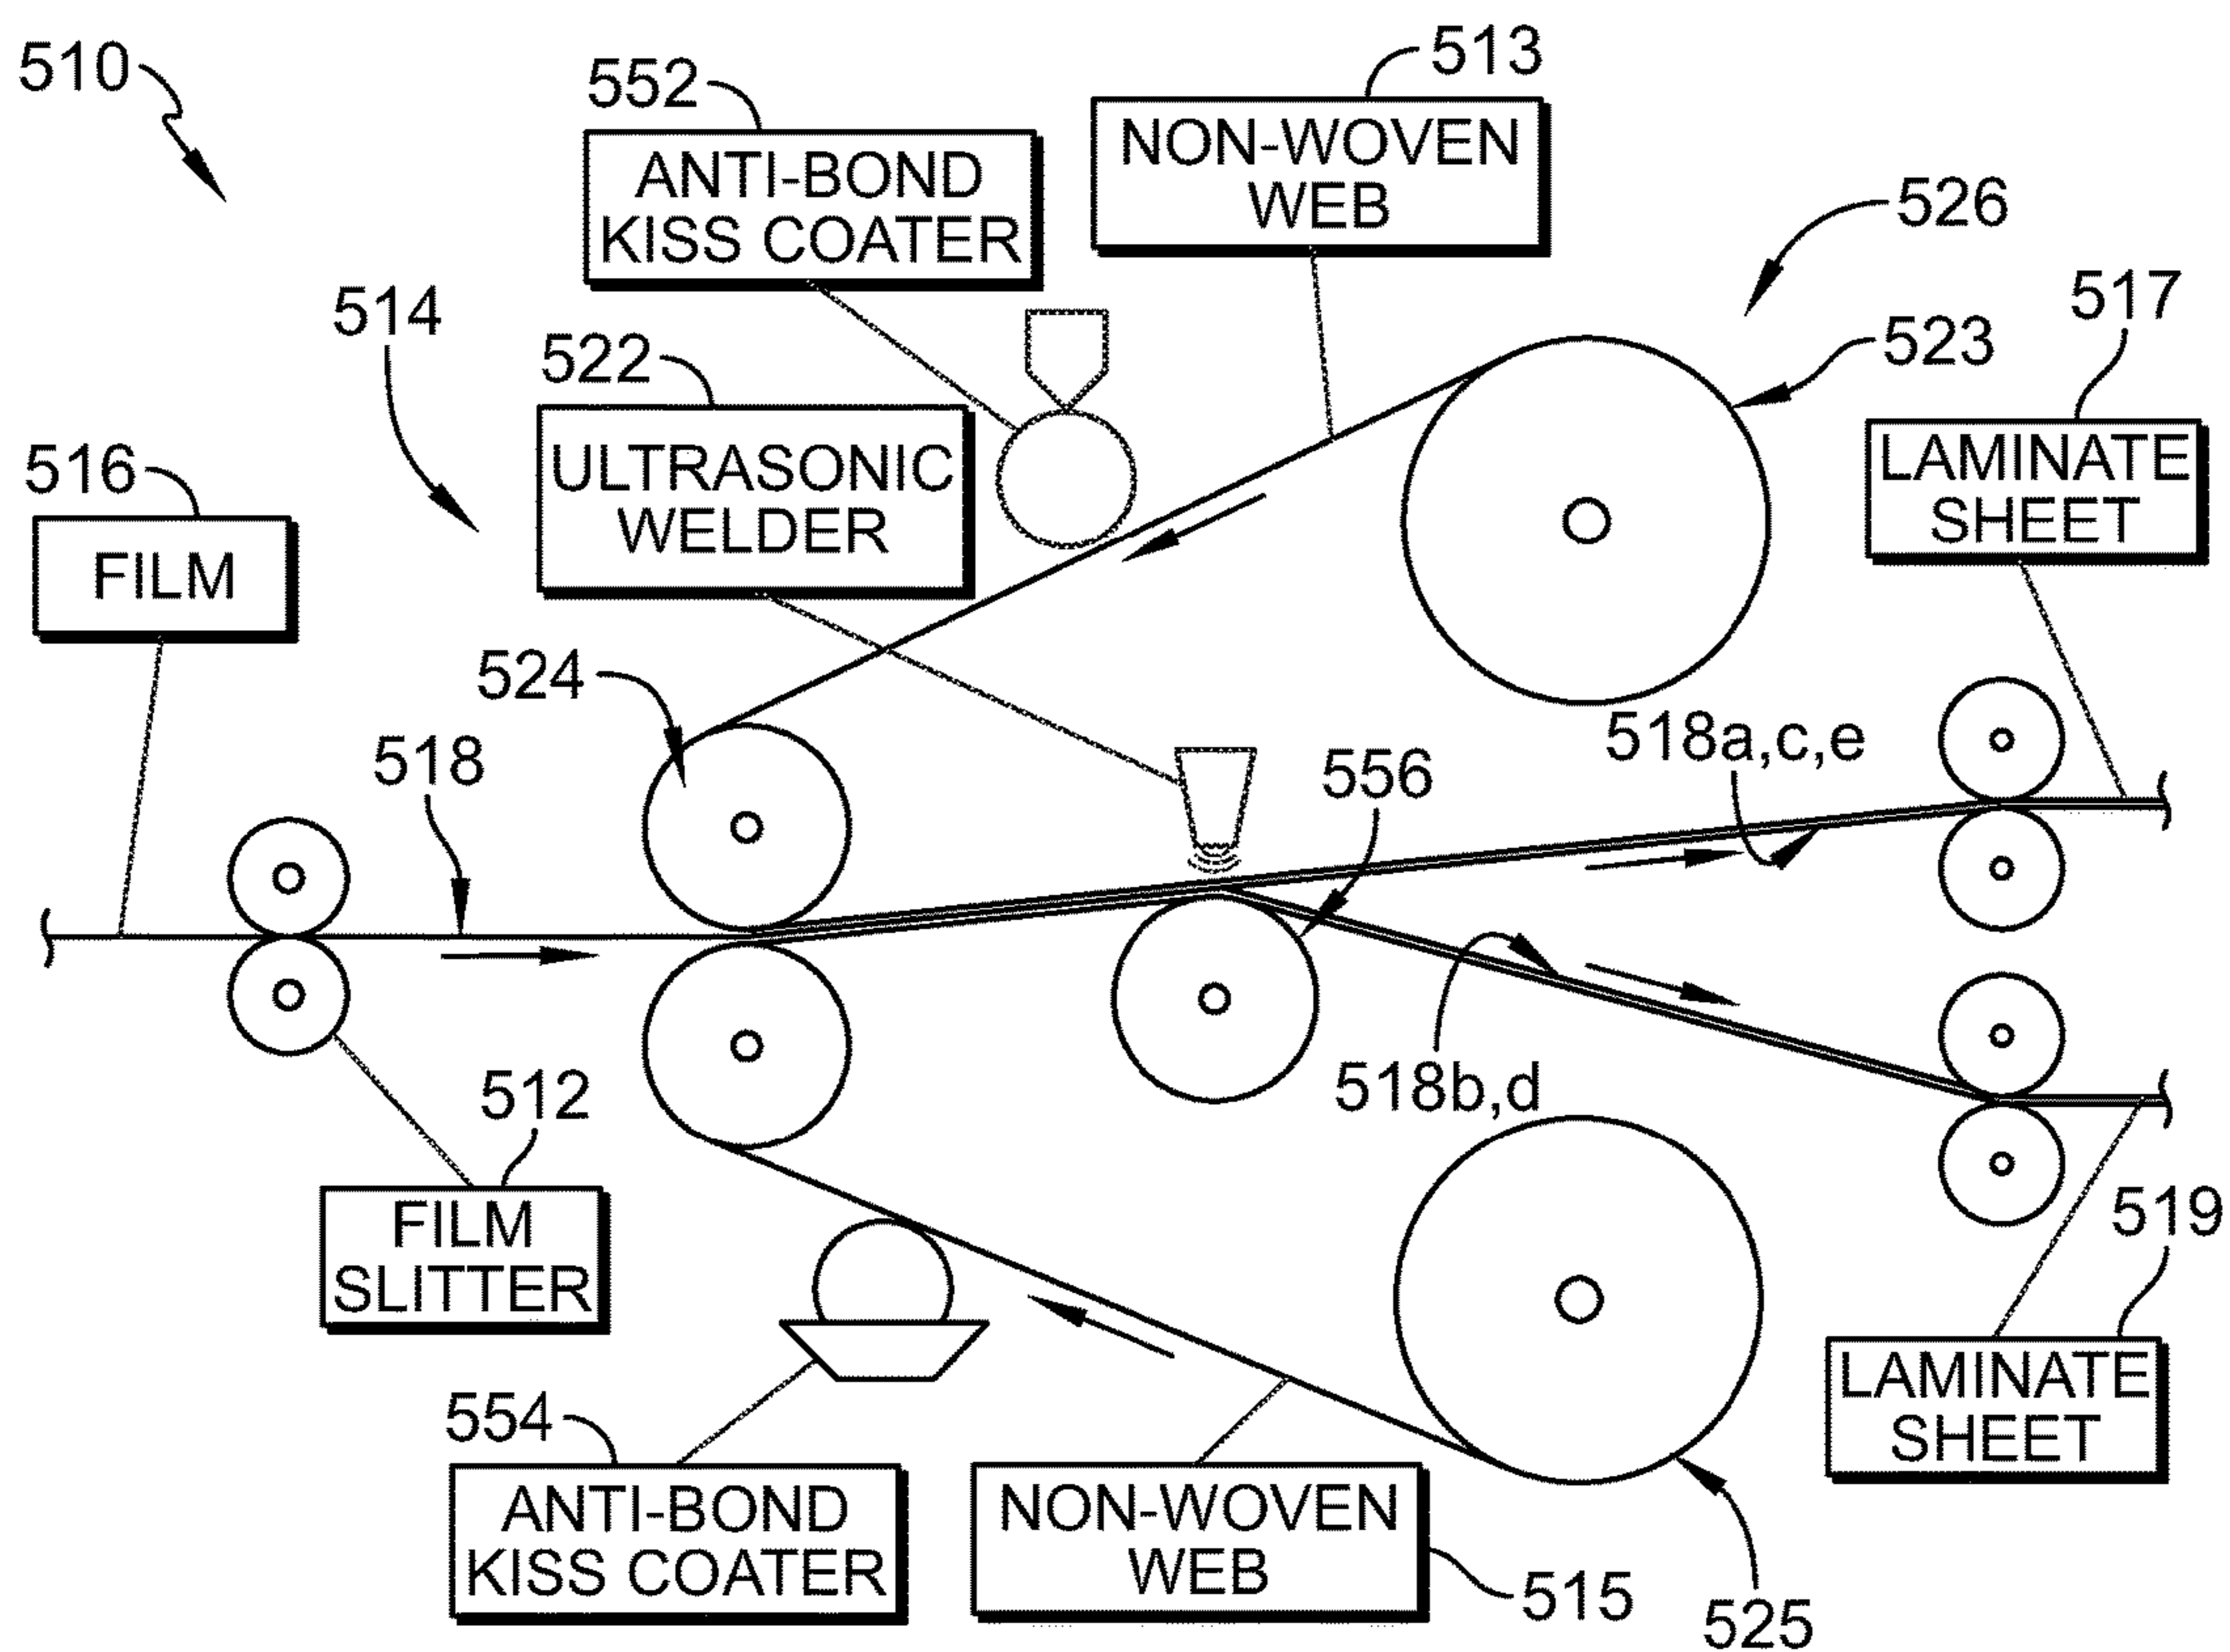 510
552
513
ANTI-BOND
KISS COATER
NON-WOVEN
WEB
526
514
517
522
523
ULTRASONIC
WELDER
LAMINATE
SHEET
516
FILM
524
518
518a,c,e
556
512
518b,d
FILM
SLITTER
519
LAMINATE
SHEET
554
ANTI-BOND
KISS COATER
NON-WOVEN
WEB
515
525